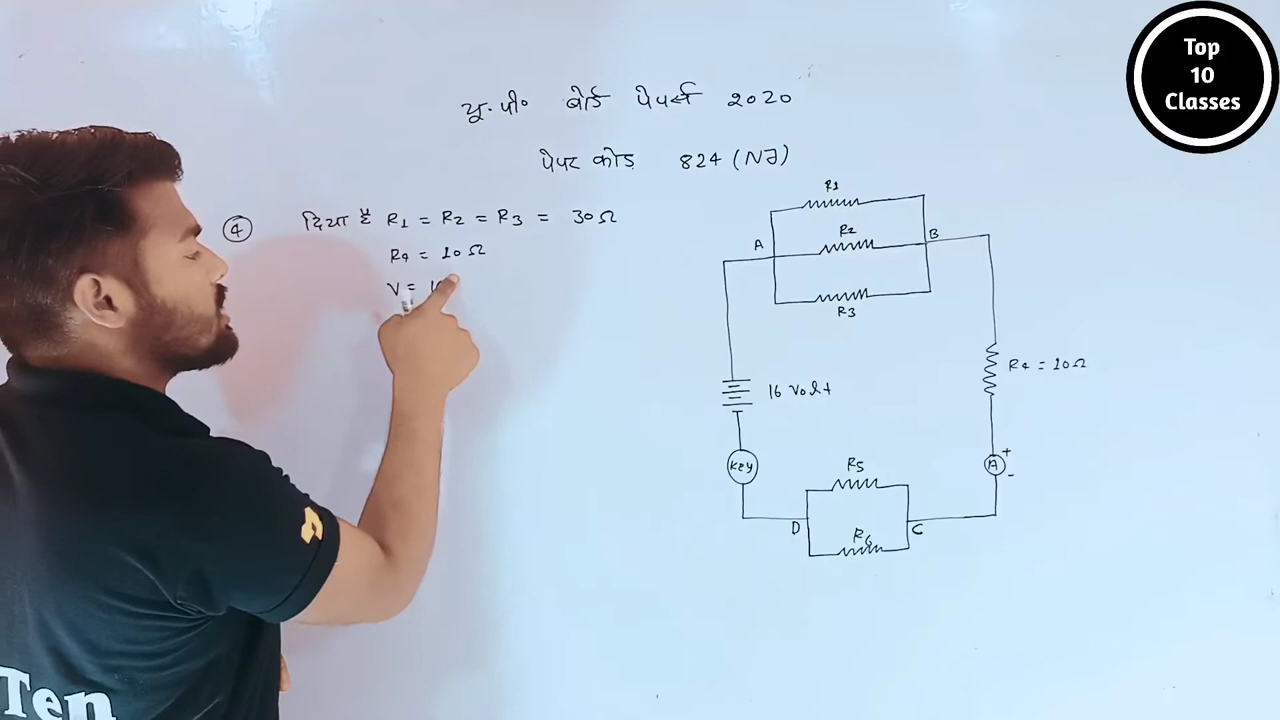 Top
10
Classes
यू. पी० बोर्ड पेपर्स 2020
पेपर कोड 824 (NJ)
④ दिया है R1 = R2 = R3 = 30Ω
R4 = 10Ω
V =
R1
R2
R3
A
B
R4 = 10Ω
16 volt
Key
A
+
-
R5
R6
D
C
Ten